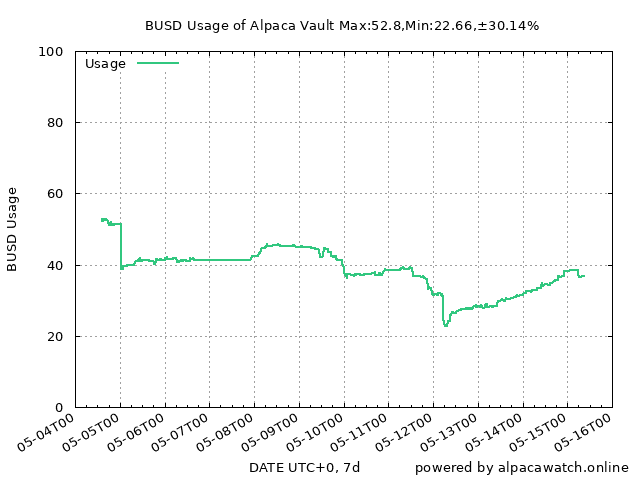 BUSD Usage of Alpaca Vault Max:52.8,Min:22.66,±30.14%
Usage
100
80
60
40
20
0
BUSD Usage
05-04T00
05-05T00
05-06T00
05-07T00
05-08T00
05-09T00
05-10T00
05-11T00
05-12T00
05-13T00
05-14T00
05-15T00
05-16T00
DATE UTC+0, 7d
powered by alpacawatch.online